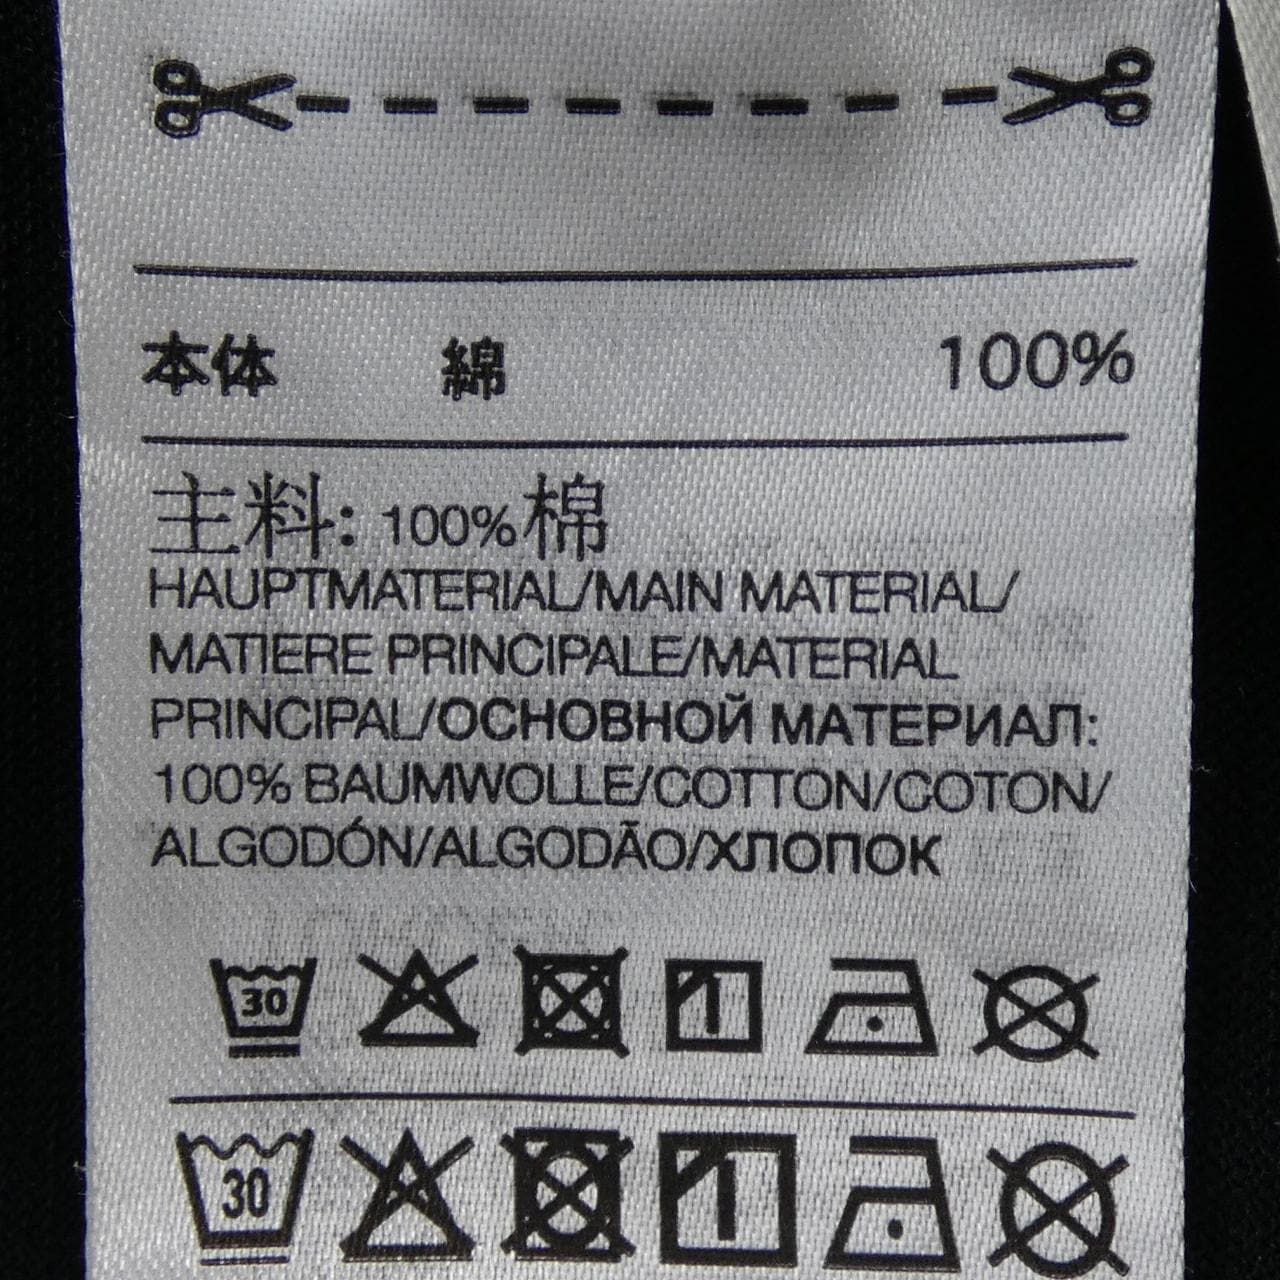 本体 綿 100%
主料: 100%棉
HAUPTMATERIAL/MAIN MATERIAL/
MATIERE PRINCIPALE/MATERIAL
PRINCIPAL/ОСНОВНОЙ МАТЕРИАЛ:
100% BAUMWOLLE/COTTON/COTON/
ALGODÓN/ALGODÃO/ХЛОПОК
30
30